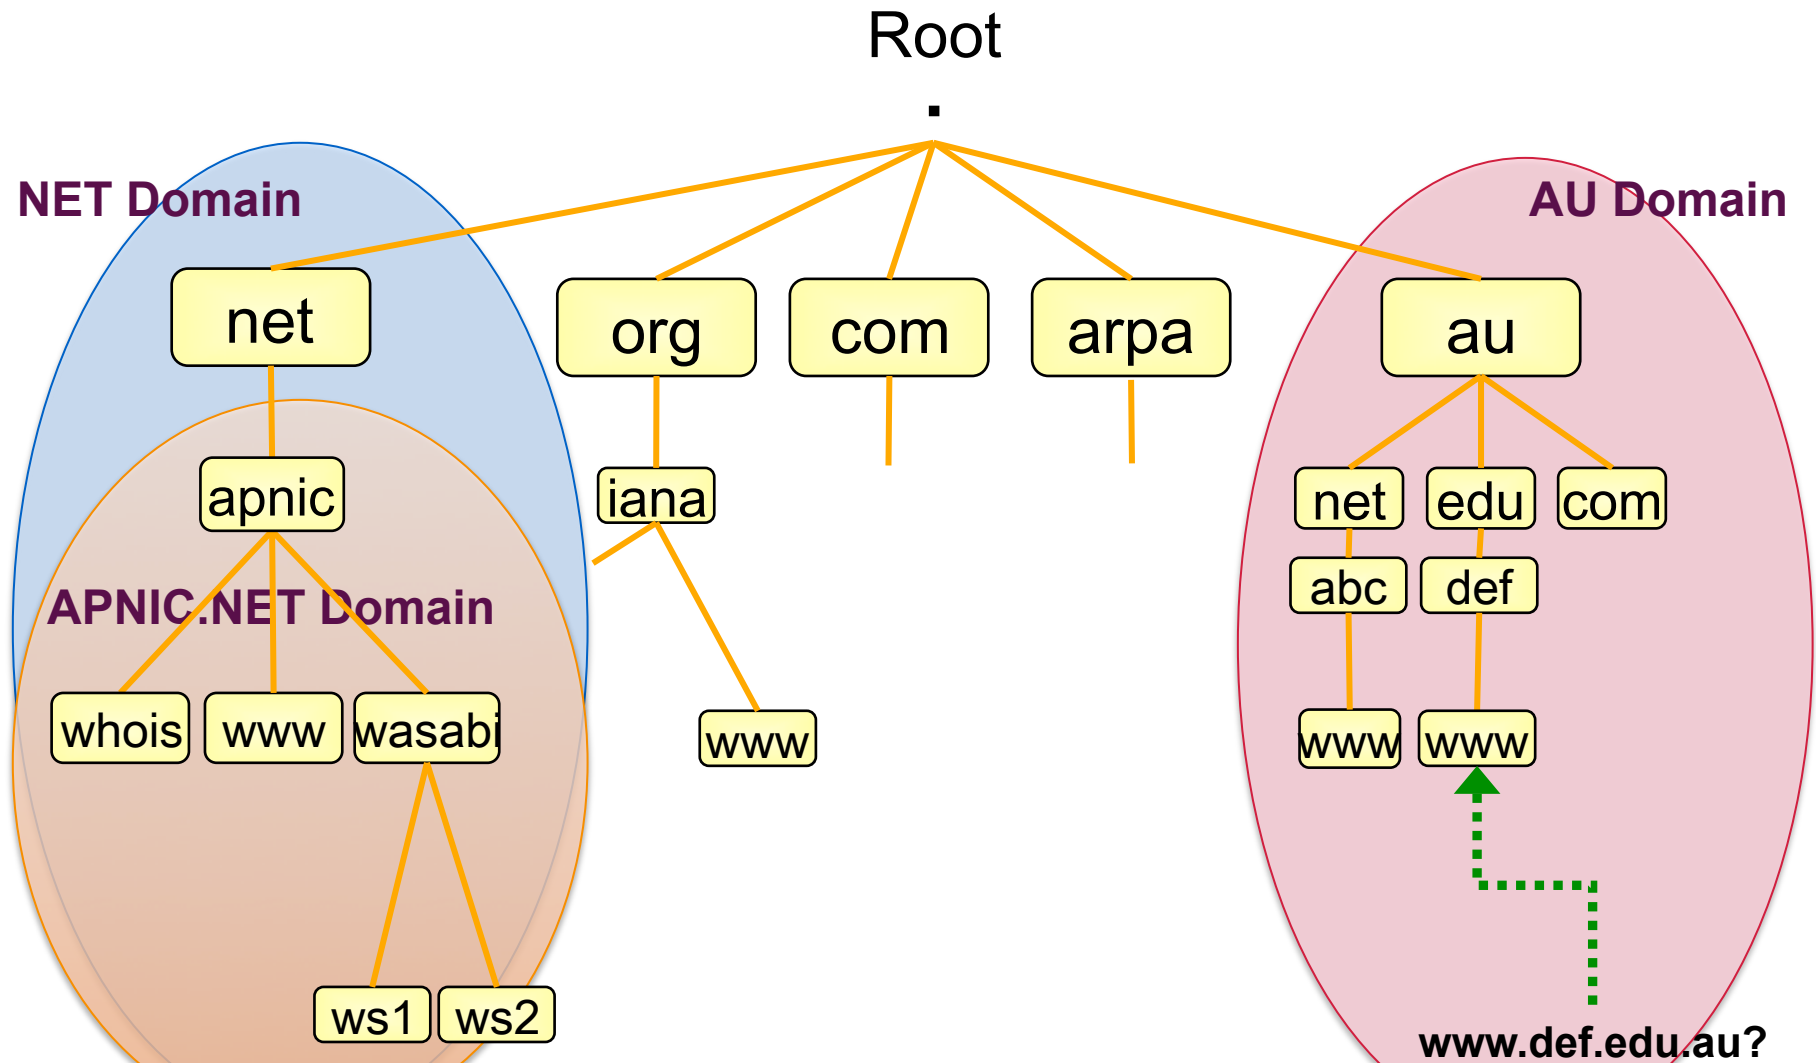 Root
.
NET Domain
AU Domain
net
org
com
arpa
au
apnic
iana
net
edu
com
abc
def
APNIC.NET Domain
whois
www
wasabi
www
www
www
ws1
ws2
www.def.edu.au?